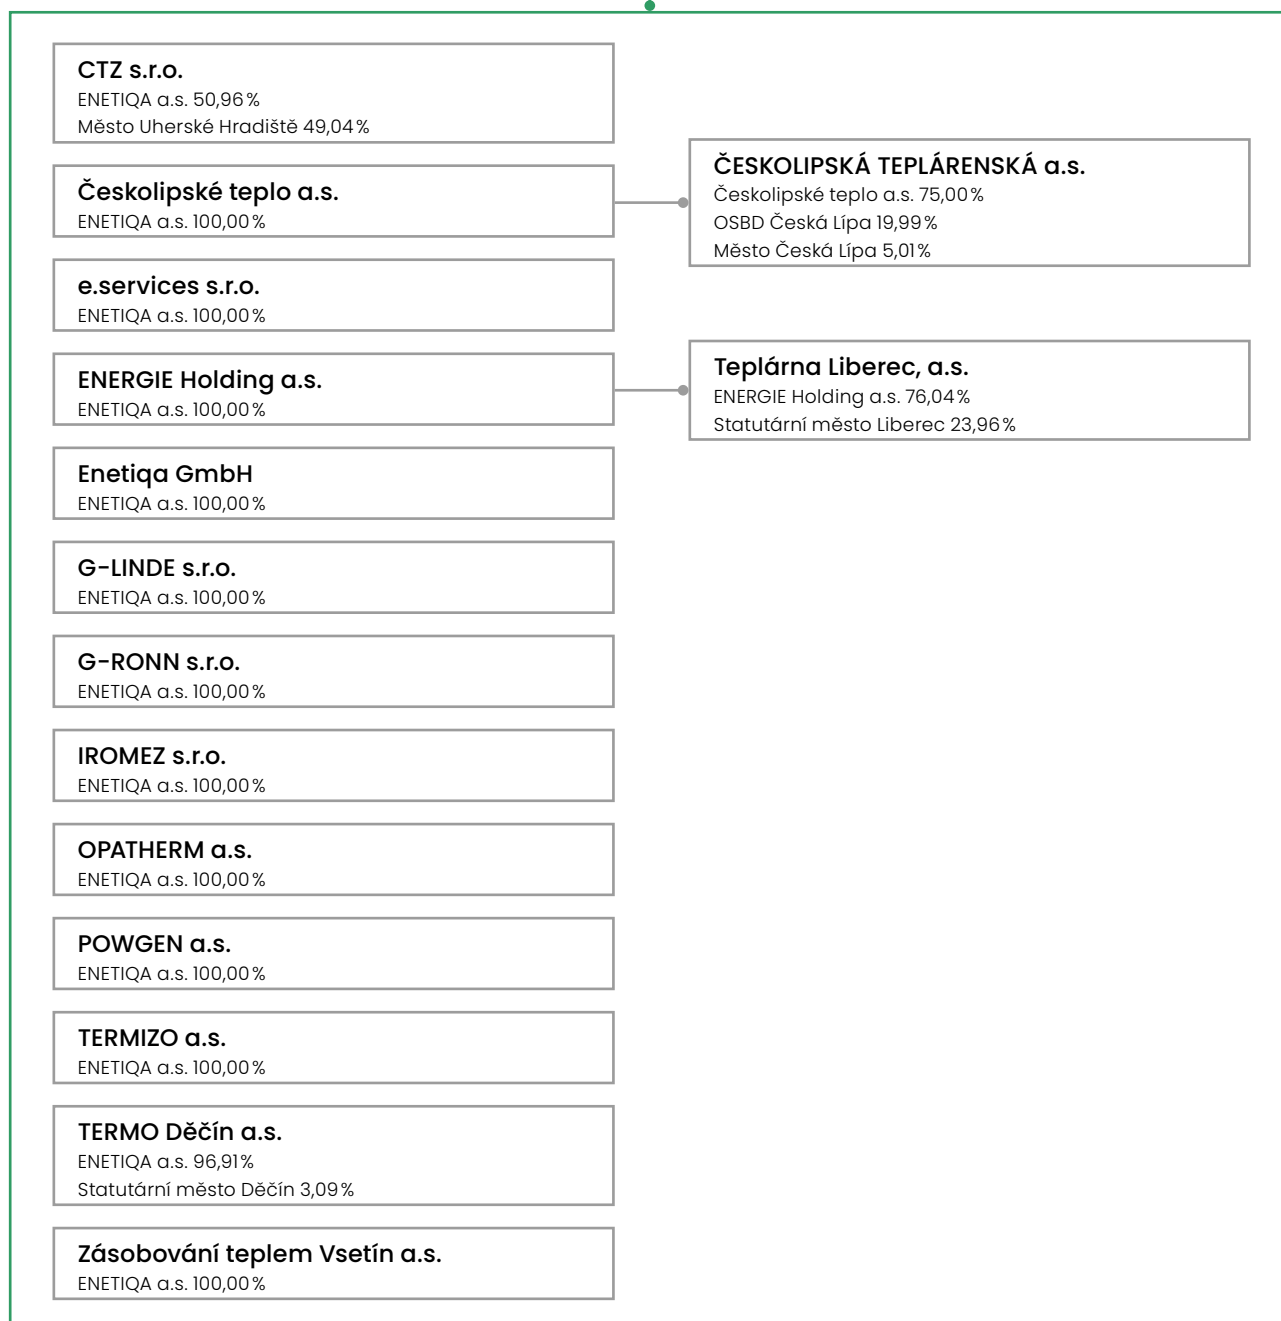 CTZ s.r.o.
ENETIQA a.s. 50,96%
Město Uherské Hradiště 49,04%
Českolipské teplo a.s.
ENETIQA a.s. 100,00%
ČESKOLIPSKÁ TEPLÁRENSKÁ a.s.
Českolipské teplo a.s. 75,00%
OSBD Česká Lípa 19,99%
Město Česká Lípa 5,01%
e.services s.r.o.
ENETIQA a.s. 100,00%
ENERGIE Holding a.s.
ENETIQA a.s. 100,00%
Teplárna Liberec, a.s.
ENERGIE Holding a.s. 76,04%
Statutární město Liberec 23,96%
Enetiqa GmbH
ENETIQA a.s. 100,00%
G-LINDE s.r.o.
ENETIQA a.s. 100,00%
G-RONN s.r.o.
ENETIQA a.s. 100,00%
IROMEZ s.r.o.
ENETIQA a.s. 100,00%
OPATHERM a.s.
ENETIQA a.s. 100,00%
POWGEN a.s.
ENETIQA a.s. 100,00%
TERMIZO a.s.
ENETIQA a.s. 100,00%
TERMO Děčín a.s.
ENETIQA a.s. 96,91%
Statutární město Děčín 3,09%
Zásobování teplem Vsetín a.s.
ENETIQA a.s. 100,00%